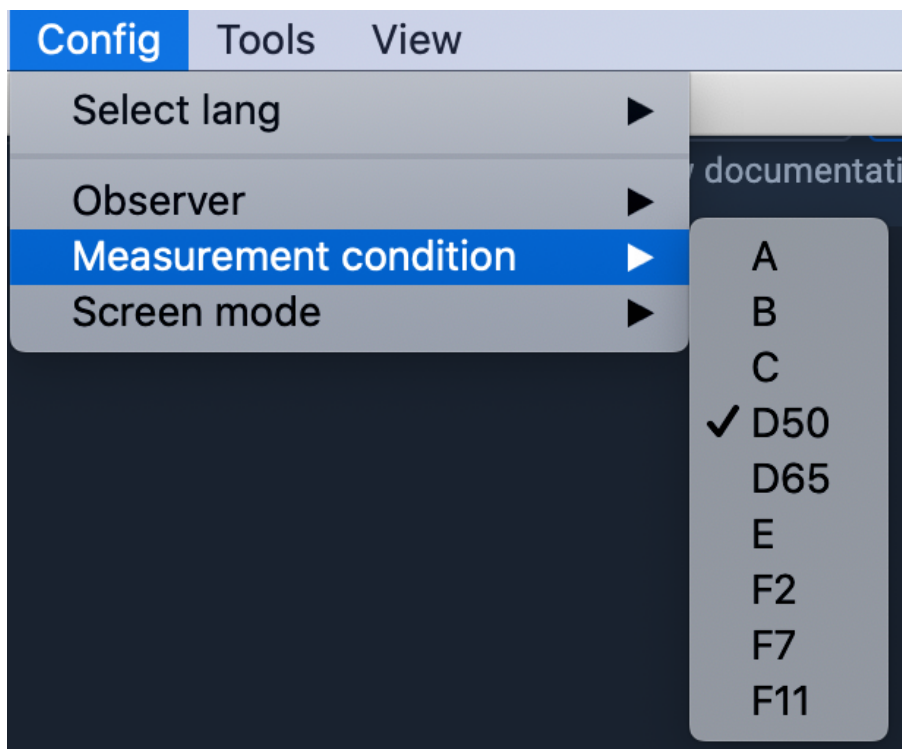 Config Tools View
Select lang
documentati
Observer
Measurement condition
Screen mode
A
B
C
D50
D65
E
F2
F7
F11